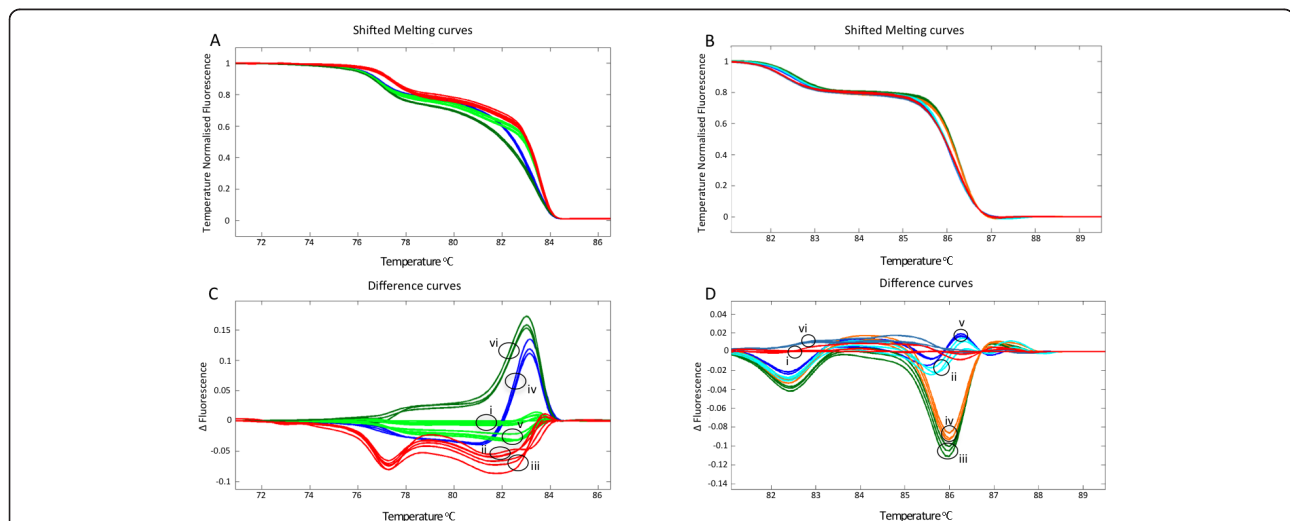 A
Shifted Melting curves
Temperature Normalised Fluorescence
1
0.8
0.6
0.4
0.2
0
72 74 76 78 80 82 84 86
Temperature °C
B
Shifted Melting curves
Temperature Normalised Fluorescence
1
0.8
0.6
0.4
0.2
0
82 83 84 85 86 87 88 89
Temperature °C
C
Difference curves
Δ Fluorescence
0.15
0.1
0.05
0
-0.05
-0.1
vi
iv
i
v
ii
iii
72 74 76 78 80 82 84 86
Temperature °C
D
Difference curves
Δ Fluorescence
0.04
0.02
0
-0.02
-0.04
-0.06
-0.08
-0.1
-0.12
-0.14
vi
v
i
ii
iv
iii
82 83 84 85 86 87 88 89
Temperature °C